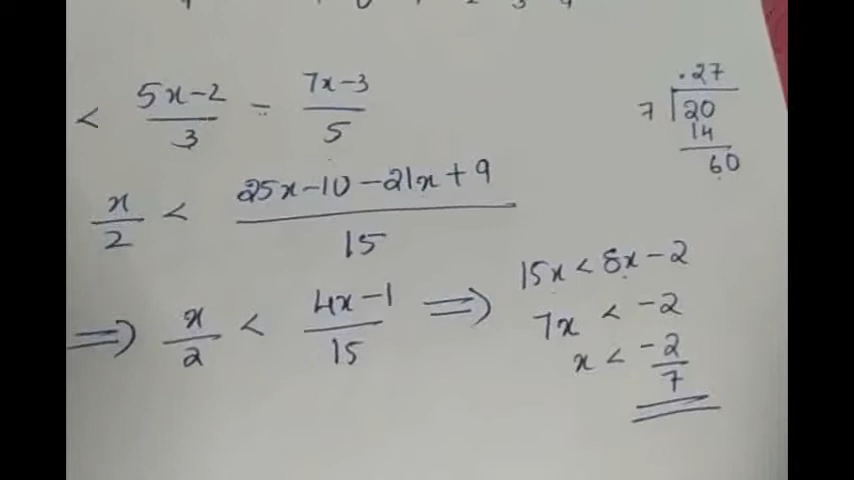 < 5x-2/3 - 7x-3/5
x/2 < 25x-10-21x+9/15
⟹ x/2 < 4x-1/15 ⟹ 15x < 8x-2
7x < -2
x < -2/7
.27
7 20
14
60